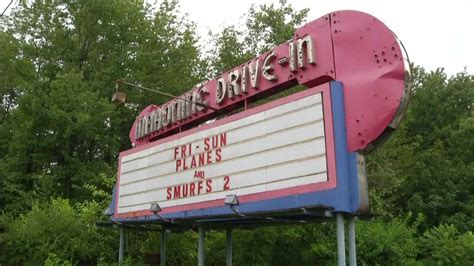 MAHONING DRIVE-IN
FRI - SUN
PLANES
AND
SMURFS 2